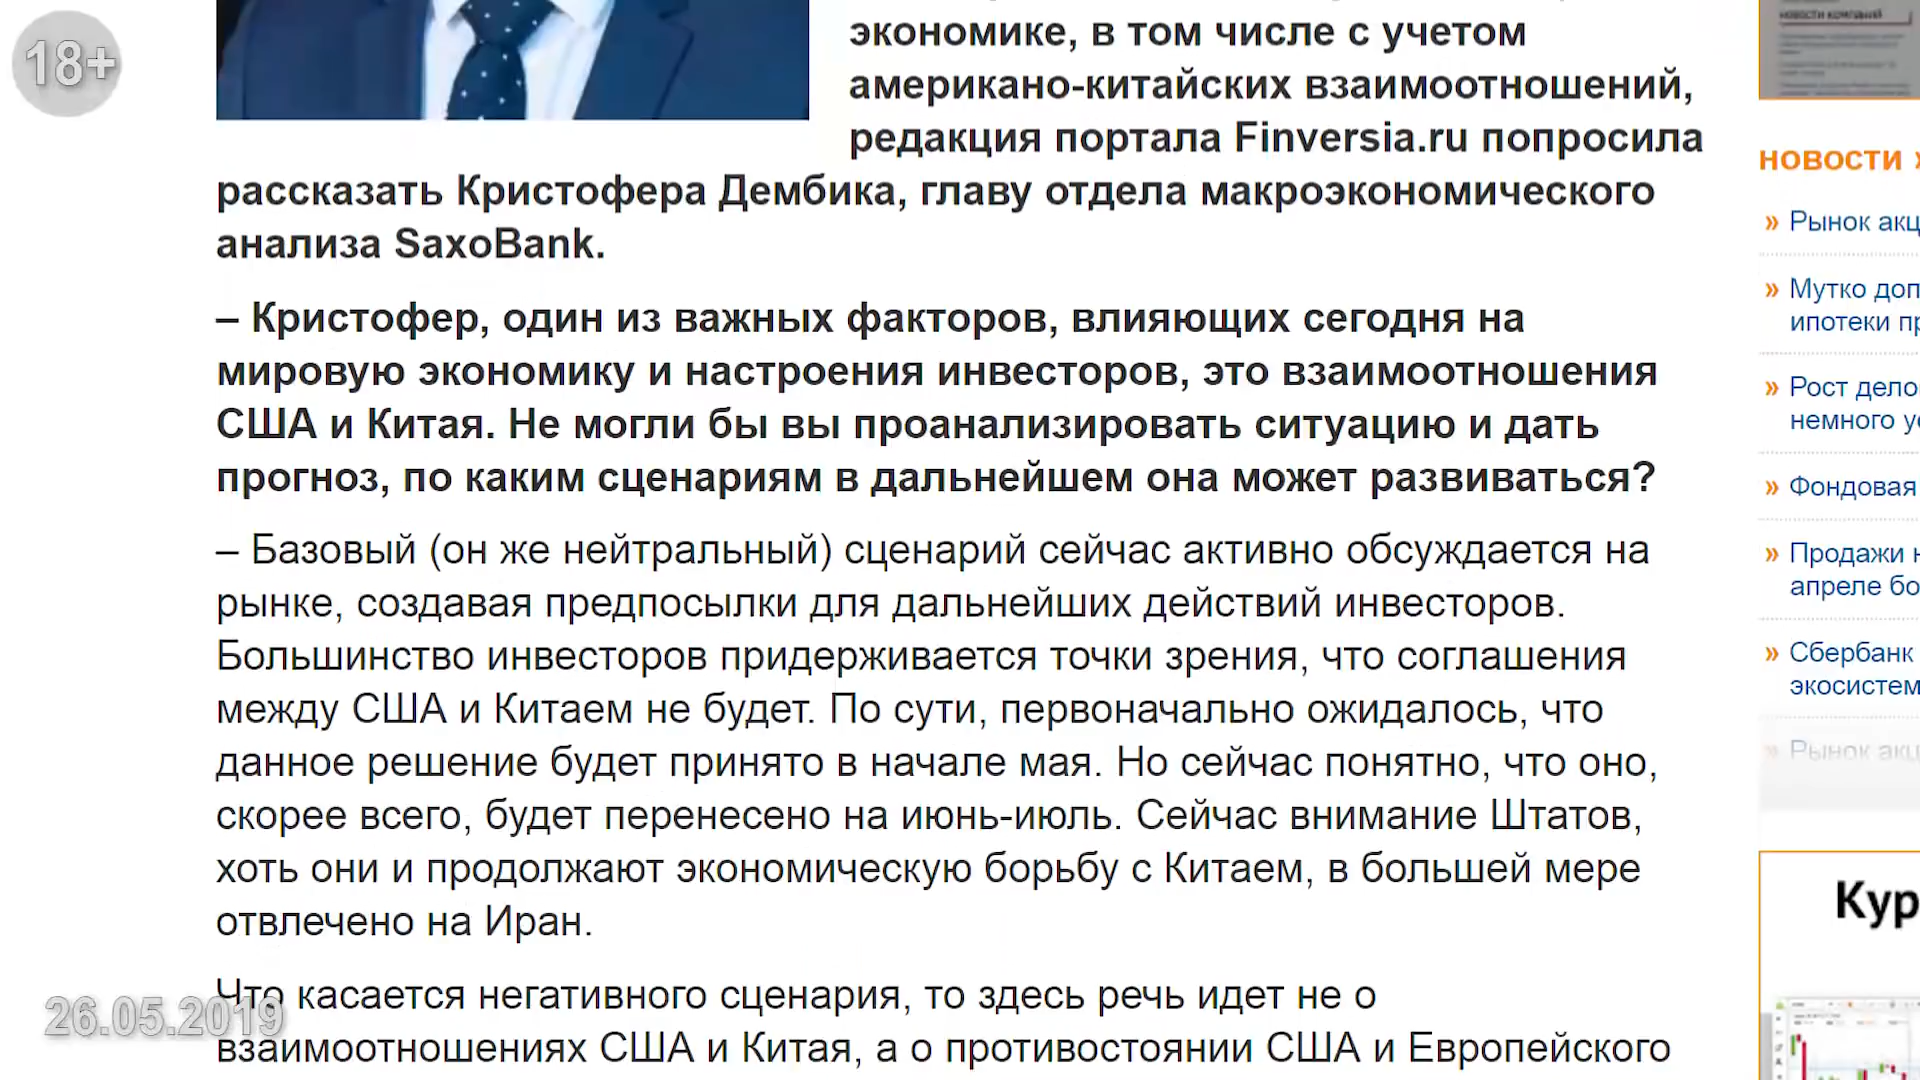 18+
экономике, в том числе с учетом
американо-китайских взаимоотношений,
редакция портала Finversia.ru попросила
рассказать Кристофера Дембика, главу отдела макроэкономического
анализа SaxoBank.
– Кристофер, один из важных факторов, влияющих сегодня на
мировую экономику и настроения инвесторов, это взаимоотношения
США и Китая. Не могли бы вы проанализировать ситуацию и дать
прогноз, по каким сценариям в дальнейшем она может развиваться?
– Базовый (он же нейтральный) сценарий сейчас активно обсуждается на
рынке, создавая предпосылки для дальнейших действий инвесторов.
Большинство инвесторов придерживается точки зрения, что соглашения
между США и Китаем не будет. По сути, первоначально ожидалось, что
данное решение будет принято в начале мая. Но сейчас понятно, что оно,
скорее всего, будет перенесено на июнь-июль. Сейчас внимание Штатов,
хоть они и продолжают экономическую борьбу с Китаем, в большей мере
отвлечено на Иран.
Что касается негативного сценария, то здесь речь идет не о
взаимоотношениях США и Китая, а о противостоянии США и Европейского
26.05.2019
НОВОСТИ КОМПАНИЙ
НОВОСТИ »
» Рынок акц
» Мутко доп
ипотеки пр
» Рост дело
немного ус
» Фондовая
» Продажи н
апреле бо
» Сбербанк
экосистем
» Рынок акц
Кур